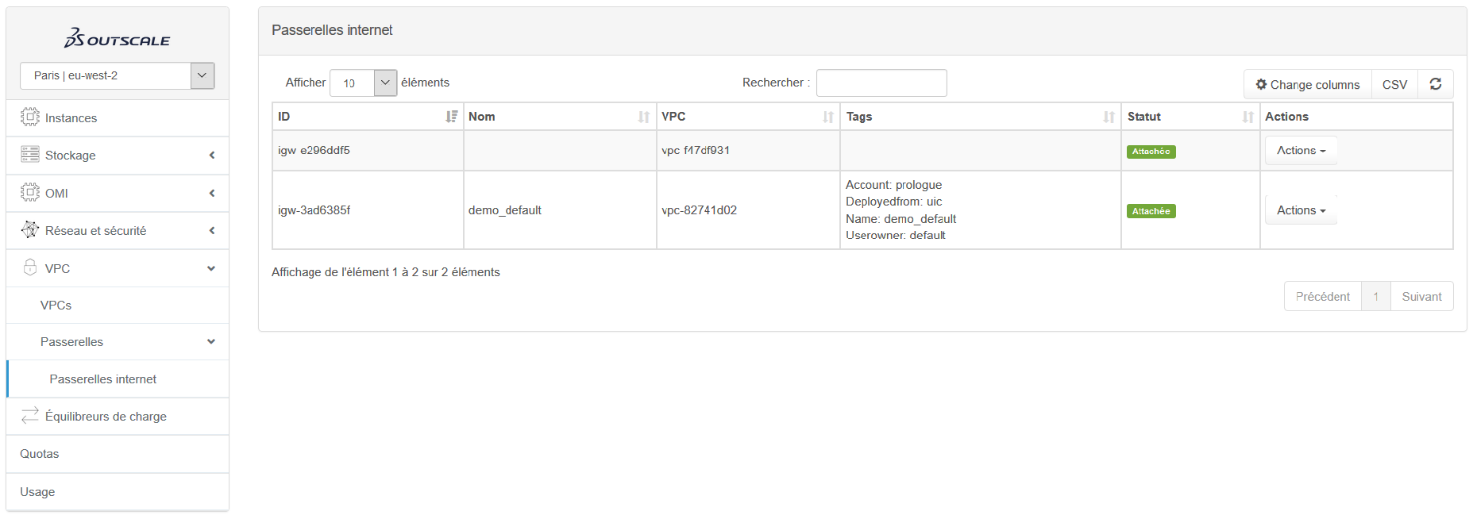 3DS OUTSCALE
Paris | eu-west-2
Instances
Stockage
OMI
Réseau et sécurité
VPC
VPCs
Passerelles
Passerelles internet
Équilibreurs de charge
Quotas
Usage
Passerelles internet
Afficher 10 éléments
Rechercher :
Change columns CSV
ID Nom VPC Tags Statut Actions
igw-e296ddf5 vpc-f47df931 Attachée Actions
igw-3ad6385f demo_default vpc-82741d02
Account: prologue
Deployedfrom: uic
Name: demo_default
Userowner: default
Attachée Actions
Affichage de l'élément 1 à 2 sur 2 éléments
Précédent 1 Suivant